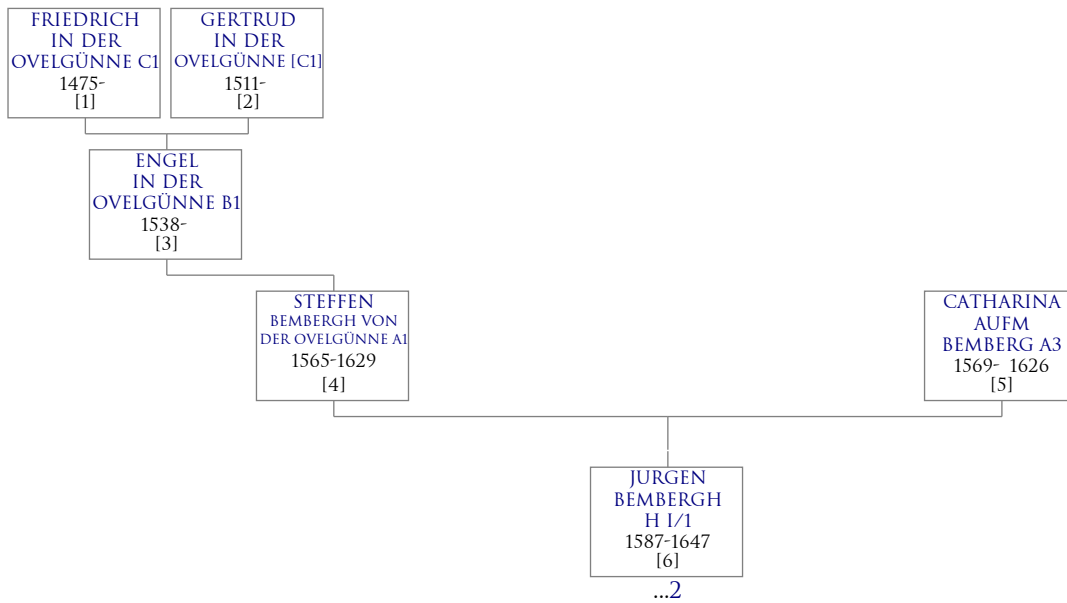 FRIEDRICH
IN DER
OVELGÜNNE C1
1475-
[1]
GERTRUD
IN DER
OVELGÜNNE [C1]
1511-
[2]
ENGEL
IN DER
OVELGÜNNE B1
1538-
[3]
STEFFEN
BEMBERGH VON
DER OVELGÜNNE A1
1565-1629
[4]
CATHARINA
AUFM
BEMBERG A3
1569- 1626
[5]
JURGEN
BEMBERGH
H I/1
1587-1647
[6]
...2